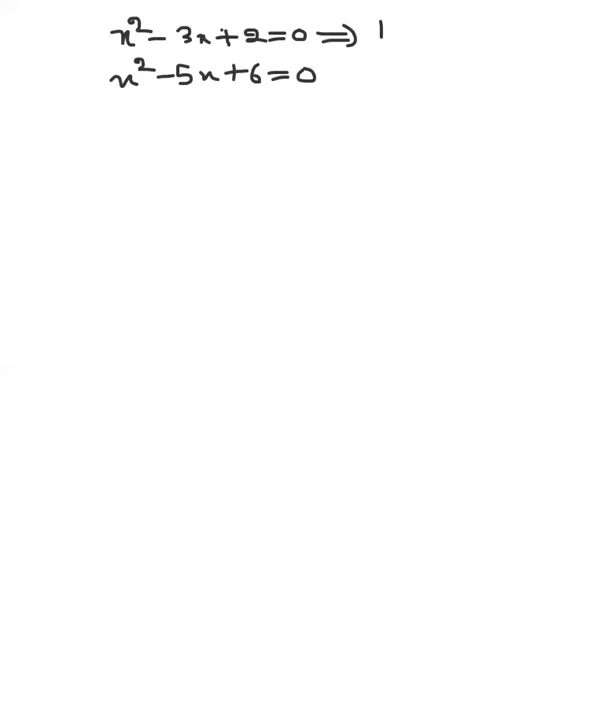 x² - 3x + 2 = 0 ⇒ 1
x² - 5x + 6 = 0